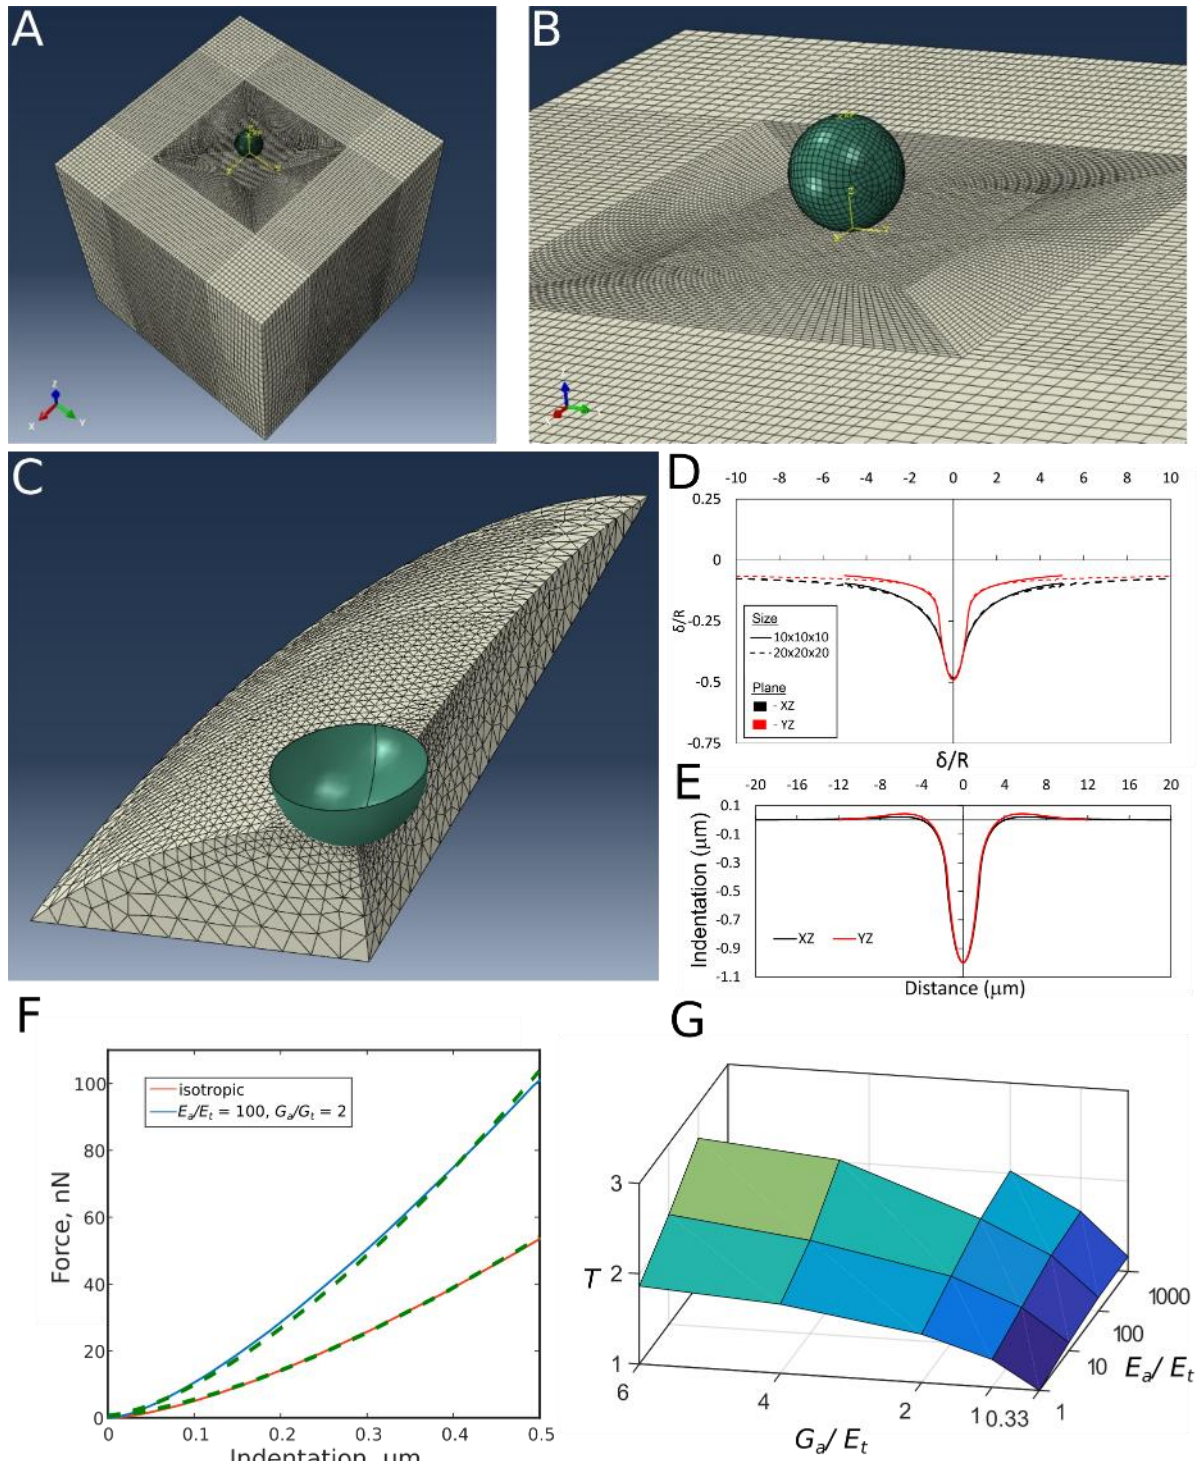 A
B
Z
X
Y
C
D
-10 -8 -6 -4 -2 0 2 4 6 8 10
0.25
0
-0.25
-0.5
-0.75
δ/R
Size
10x10x10
20x20x20
Plane
- XZ
- YZ
δ/R
E
-20 -16 -12 -8 -4 0 4 8 12 16 20
0.1
-0.1
-0.3
-0.5
-0.7
-0.9
-1.1
Indentation (μm)
XZ YZ
Distance (μm)
F
100
80
60
40
20
0
Force, nN
isotropic
Ea/Et = 100, Ga/Gt = 2
0.1 0.2 0.3 0.4 0.5
Indentation, μm
G
3
2
1
T
6 4 2 1 0.33
Ga/ Et
1 10 100 1000
Ea/ Et